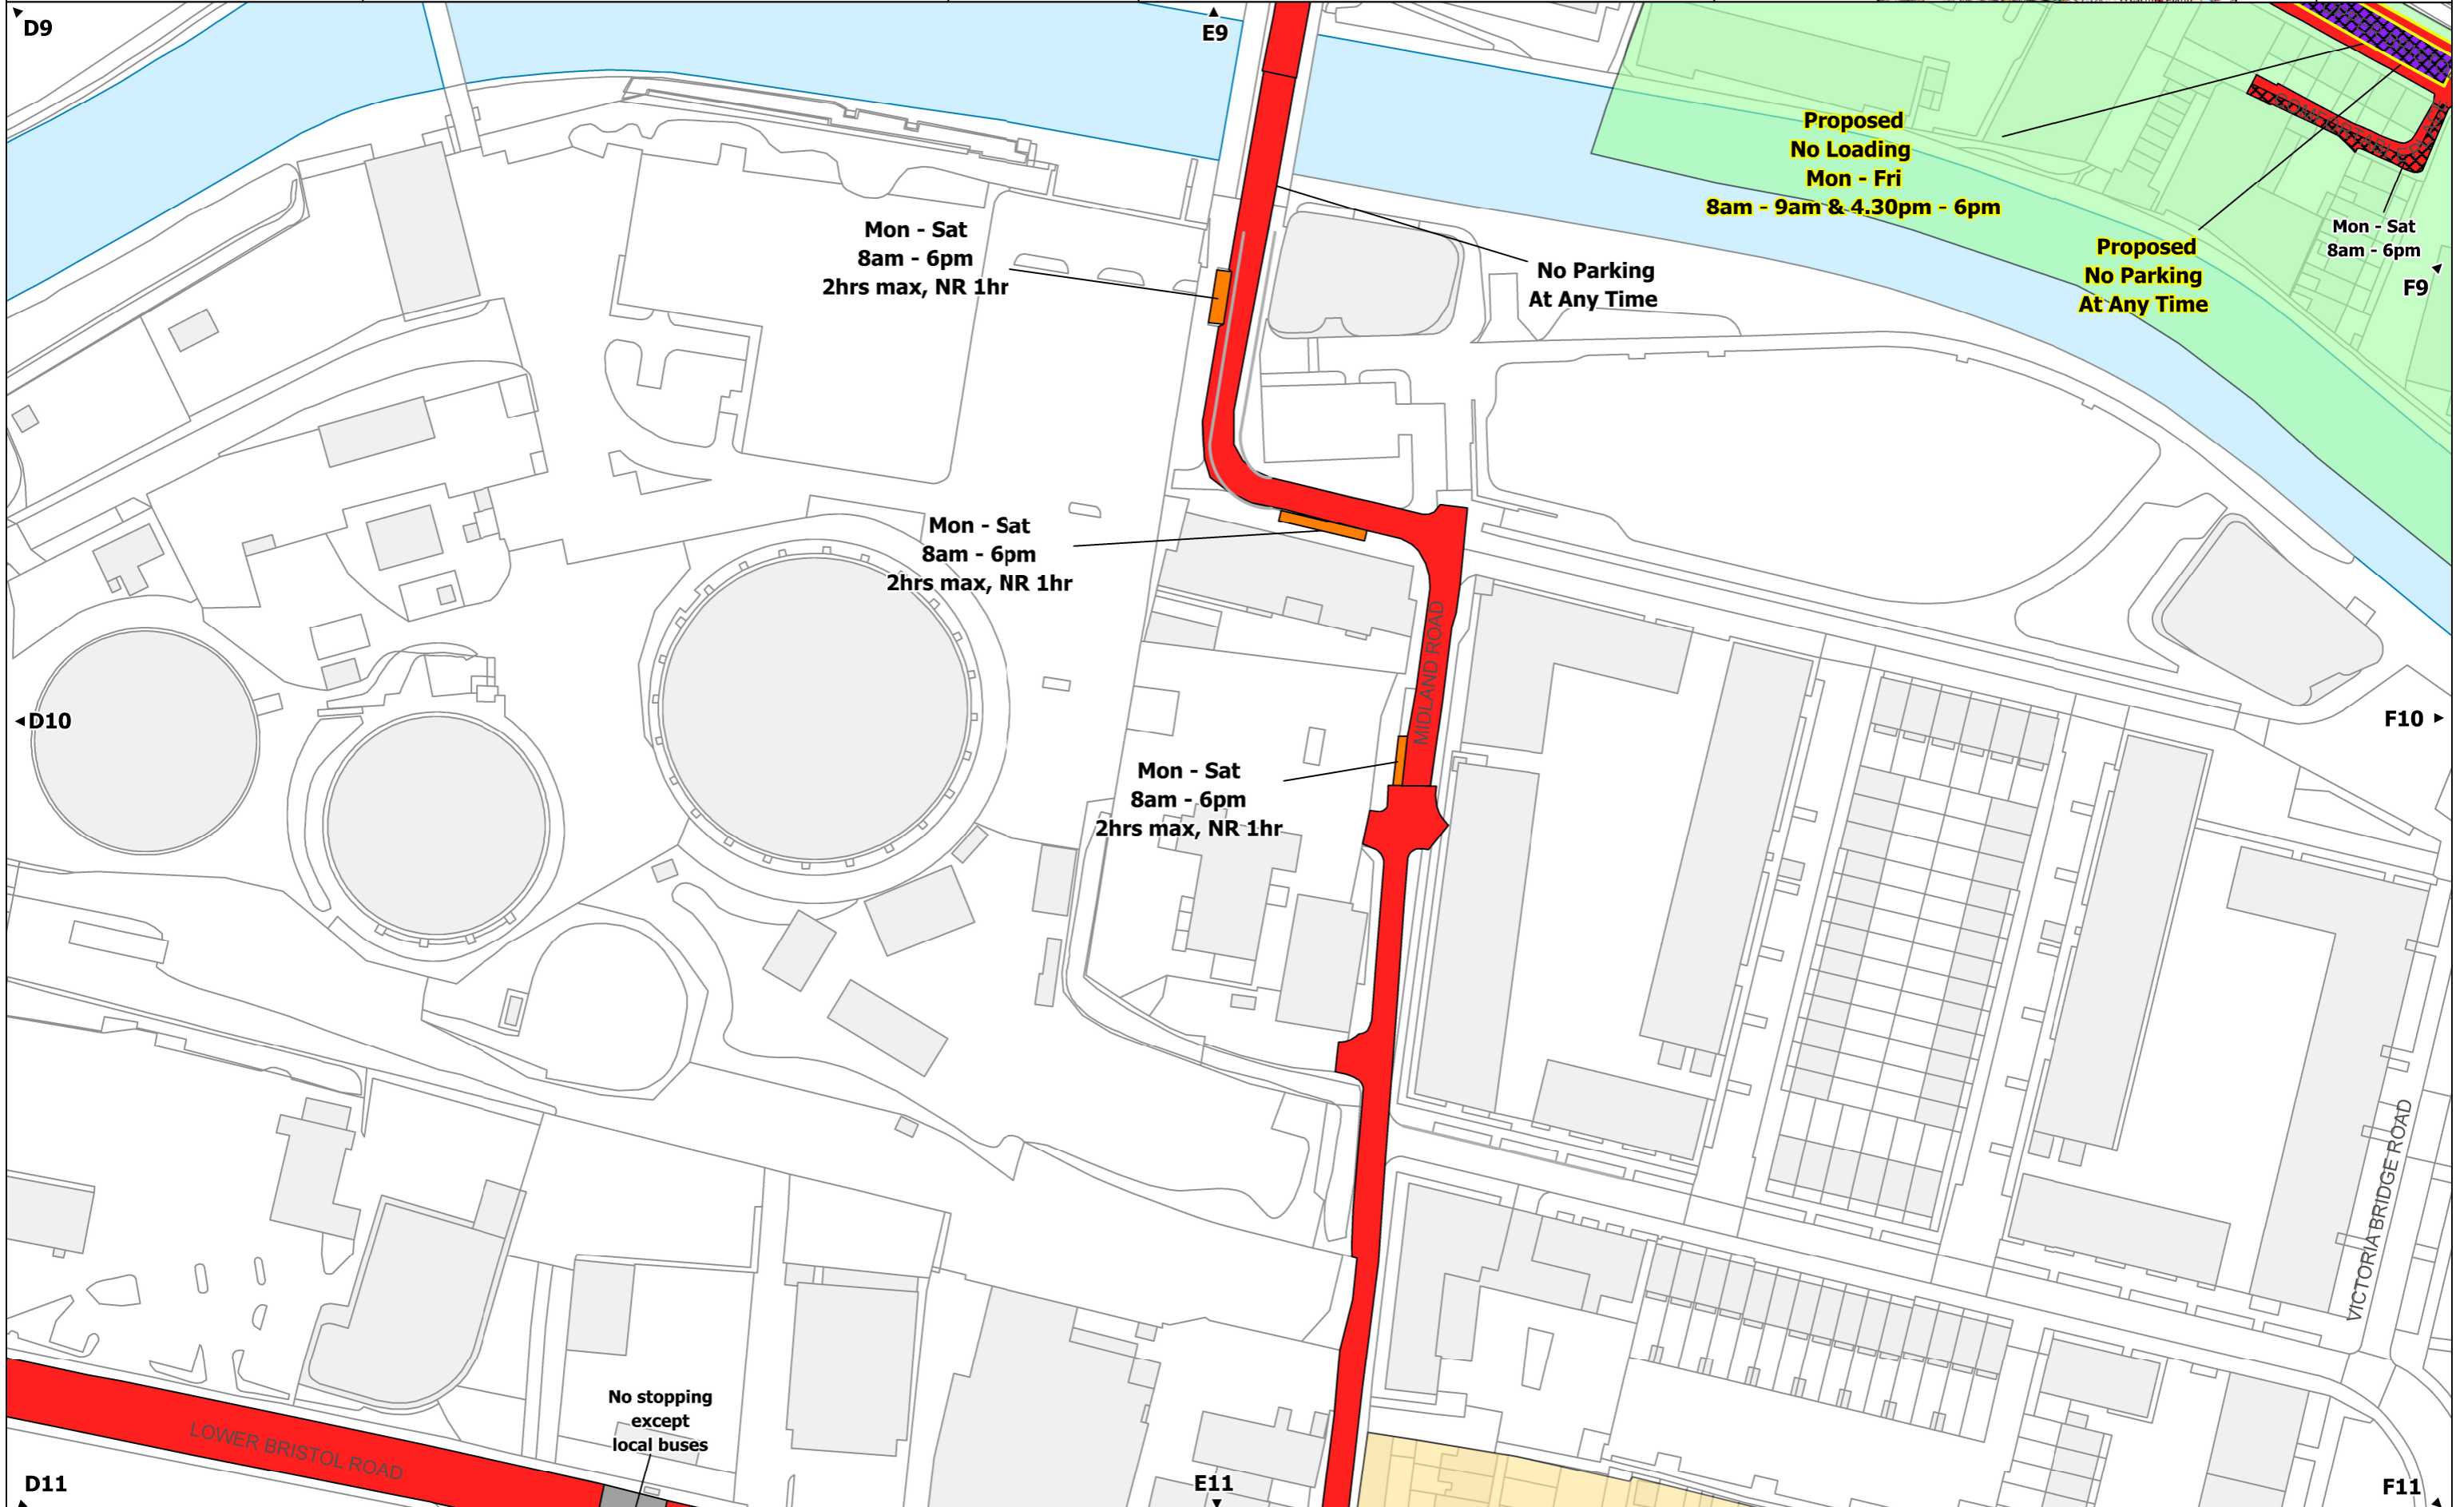 D9
E9
Proposed
No Loading
Mon - Fri
8am - 9am & 4.30pm - 6pm
Mon - Sat
8am - 6pm
2hrs max, NR 1hr
Mon - Sat
8am - 6pm
Proposed
No Parking
At Any Time
No Parking
At Any Time
F9
Mon - Sat
8am - 6pm
2hrs max, NR 1hr
MIDLAND ROAD
D10
F10
Mon - Sat
8am - 6pm
2hrs max, NR 1hr
VICTORIA BRIDGE ROAD
No stopping
except
local buses
LOWER BRISTOL ROAD
D11
E11
F11